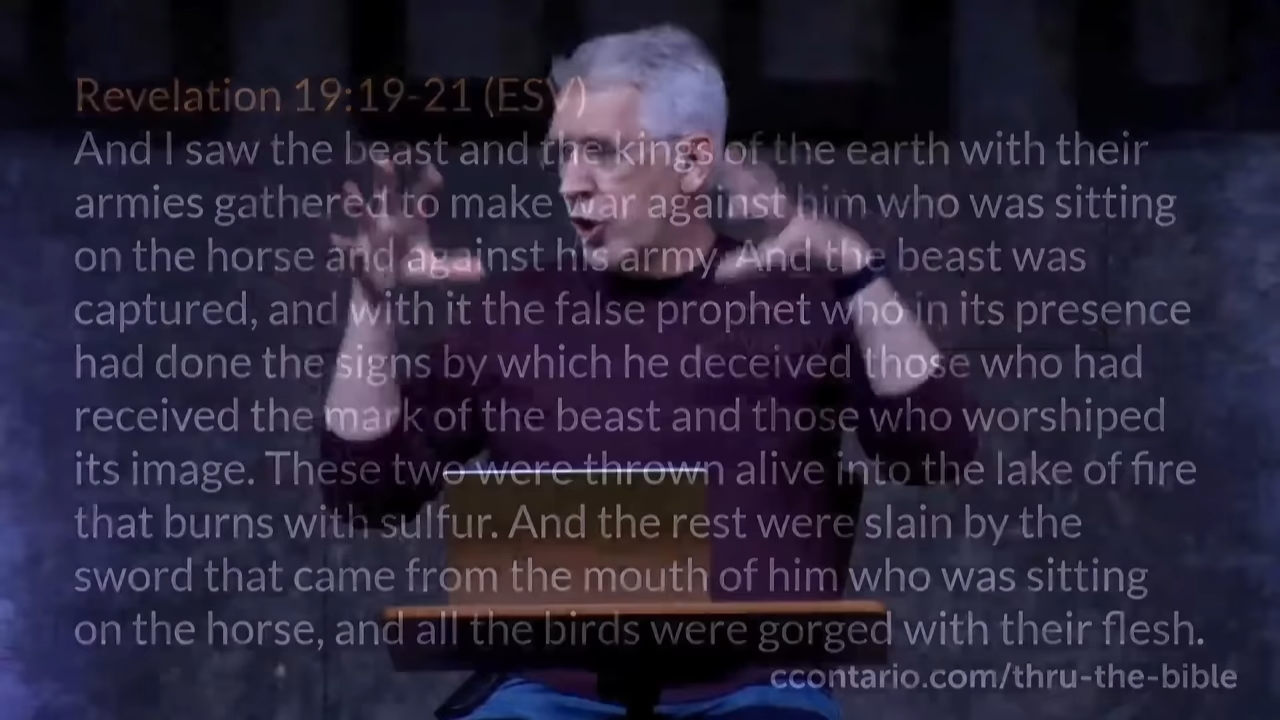 Revelation 19:19-21 (ESV)
And I saw the beast and the kings of the earth with their
armies gathered to make war against him who was sitting
on the horse and against his army. And the beast was
captured, and with it the false prophet who in its presence
had done the signs by which he deceived those who had
received the mark of the beast and those who worshiped
its image. These two were thrown alive into the lake of fire
that burns with sulfur. And the rest were slain by the
sword that came from the mouth of him who was sitting
on the horse, and all the birds were gorged with their flesh.
ccontario.com/thru-the-bible